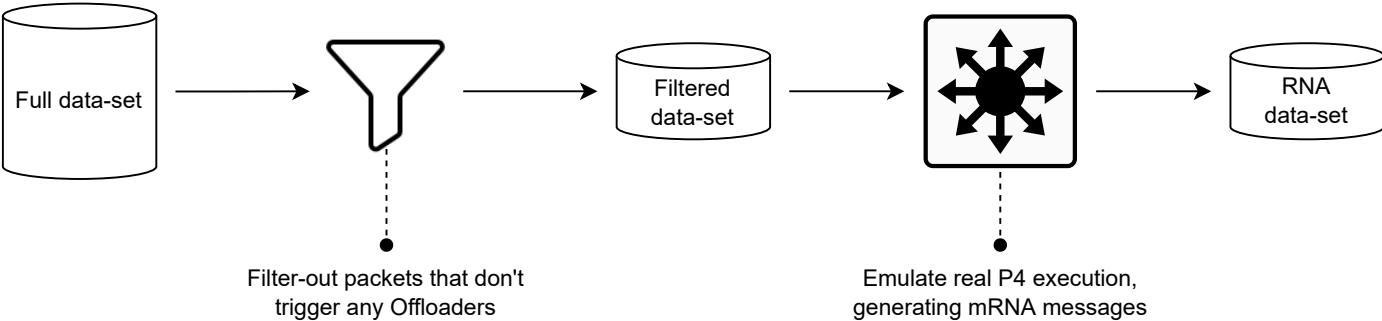 Full data-set
Filtered
data-set
RNA
data-set
Filter-out packets that don't
trigger any Offloaders
Emulate real P4 execution,
generating mRNA messages